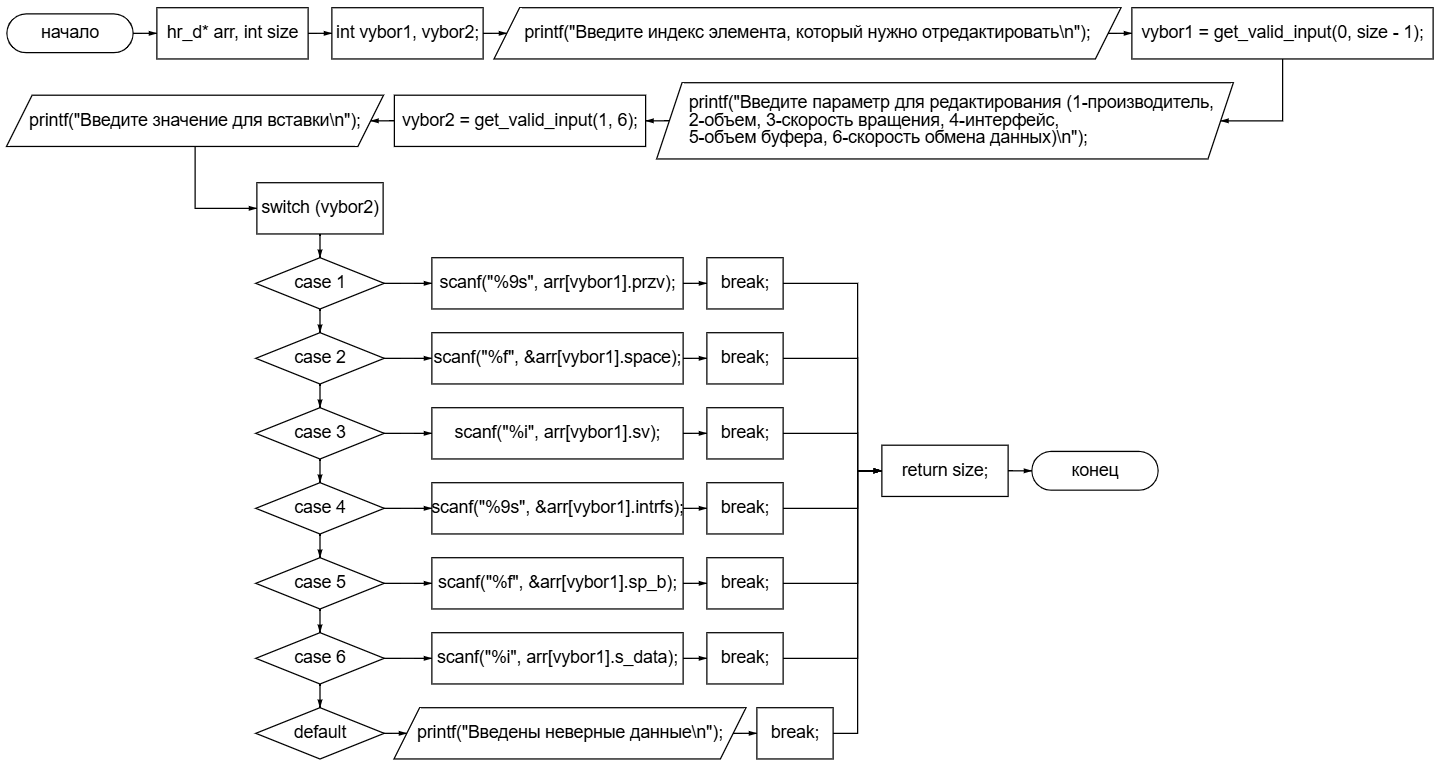 начало
hr_d* arr, int size
int vybor1, vybor2;
printf("Введите индекс элемента, который нужно отредактировать\n");
vybor1 = get_valid_input(0, size - 1);
printf("Введите параметр для редактирования (1-производитель,
2-объем, 3-скорость вращения, 4-интерфейс,
5-объем буфера, 6-скорость обмена данных)\n");
vybor2 = get_valid_input(1, 6);
printf("Введите значение для вставки\n");
switch (vybor2)
case 1
scanf("%9s", arr[vybor1].przv);
break;
case 2
scanf("%f", &arr[vybor1].space);
break;
case 3
scanf("%i", arr[vybor1].sv);
break;
case 4
scanf("%9s", &arr[vybor1].intrfs);
break;
case 5
scanf("%f", &arr[vybor1].sp_b);
break;
case 6
scanf("%i", arr[vybor1].s_data);
break;
default
printf("Введены неверные данные\n");
break;
return size;
конец